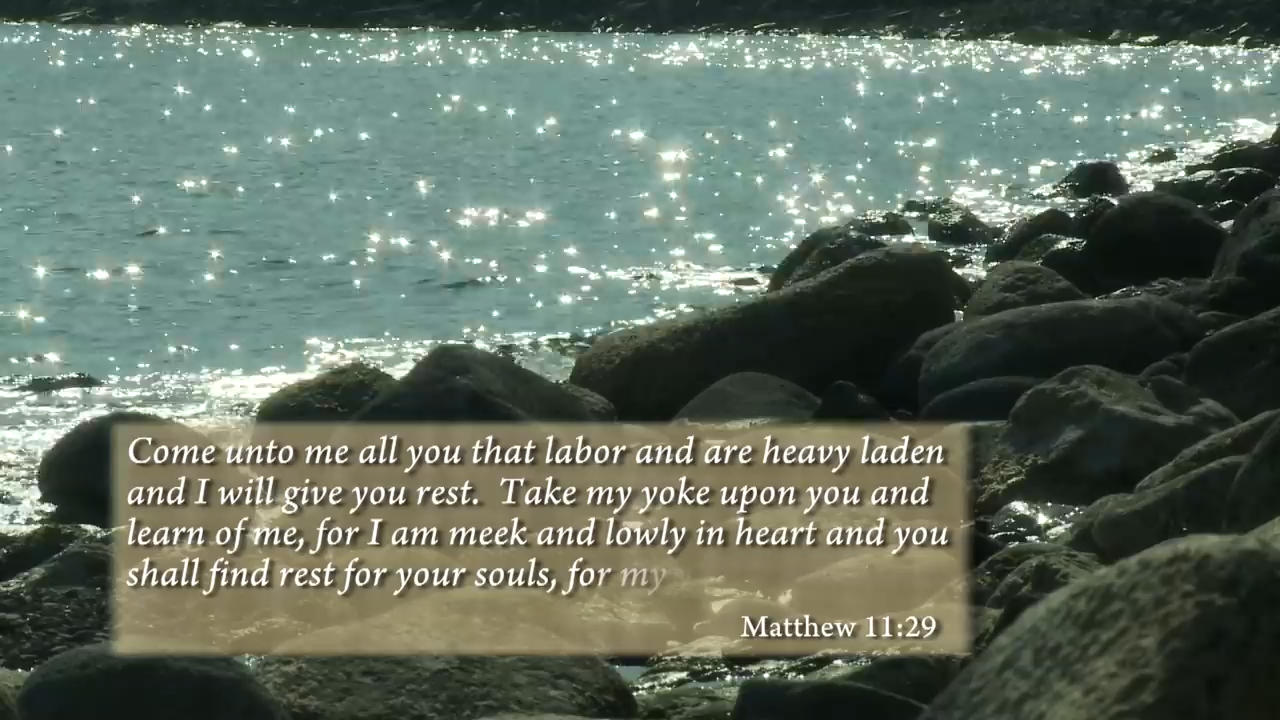 Come unto me all you that labor and are heavy laden
and I will give you rest.  Take my yoke upon you and
learn of me, for I am meek and lowly in heart and you
shall find rest for your souls, for my
Matthew 11:29